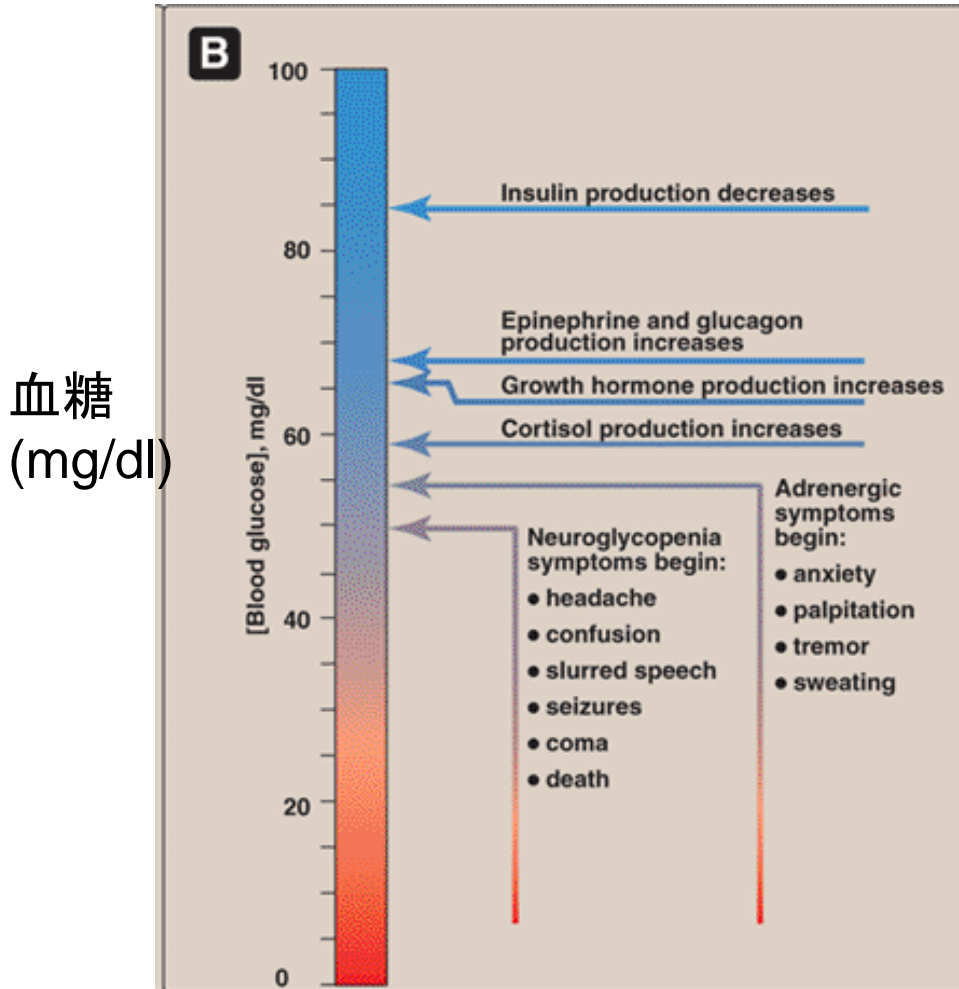 B
血糖
(mg/dl)
[Blood glucose], mg/dl
100
80
60
40
20
0
Insulin production decreases
Epinephrine and glucagon
production increases
Growth hormone production increases
Cortisol production increases
Adrenergic
symptoms
begin:
• anxiety
• palpitation
• tremor
• sweating
Neuroglycopenia
symptoms begin:
• headache
• confusion
• slurred speech
• seizures
• coma
• death